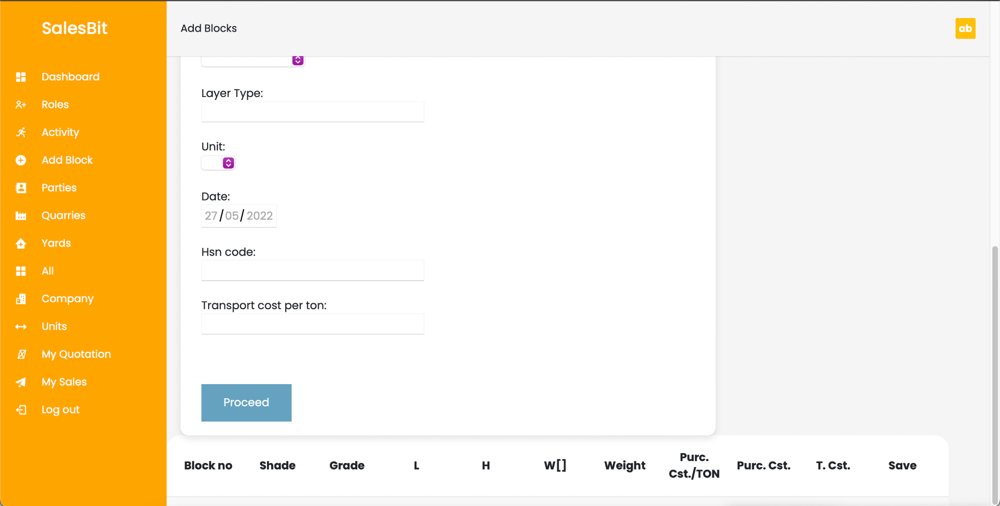 SalesBit
Add Blocks
ab
Dashboard
Roles
Activity
Add Block
Parties
Quarries
Yards
All
Company
Units
My Quotation
My Sales
Log out
Layer Type:
Unit:
Date:
27/05/2022
Hsn code:
Transport cost per ton:
Proceed
Block no Shade Grade L H W[] Weight Purc. Cst./TON Purc. Cst. T. Cst. Save